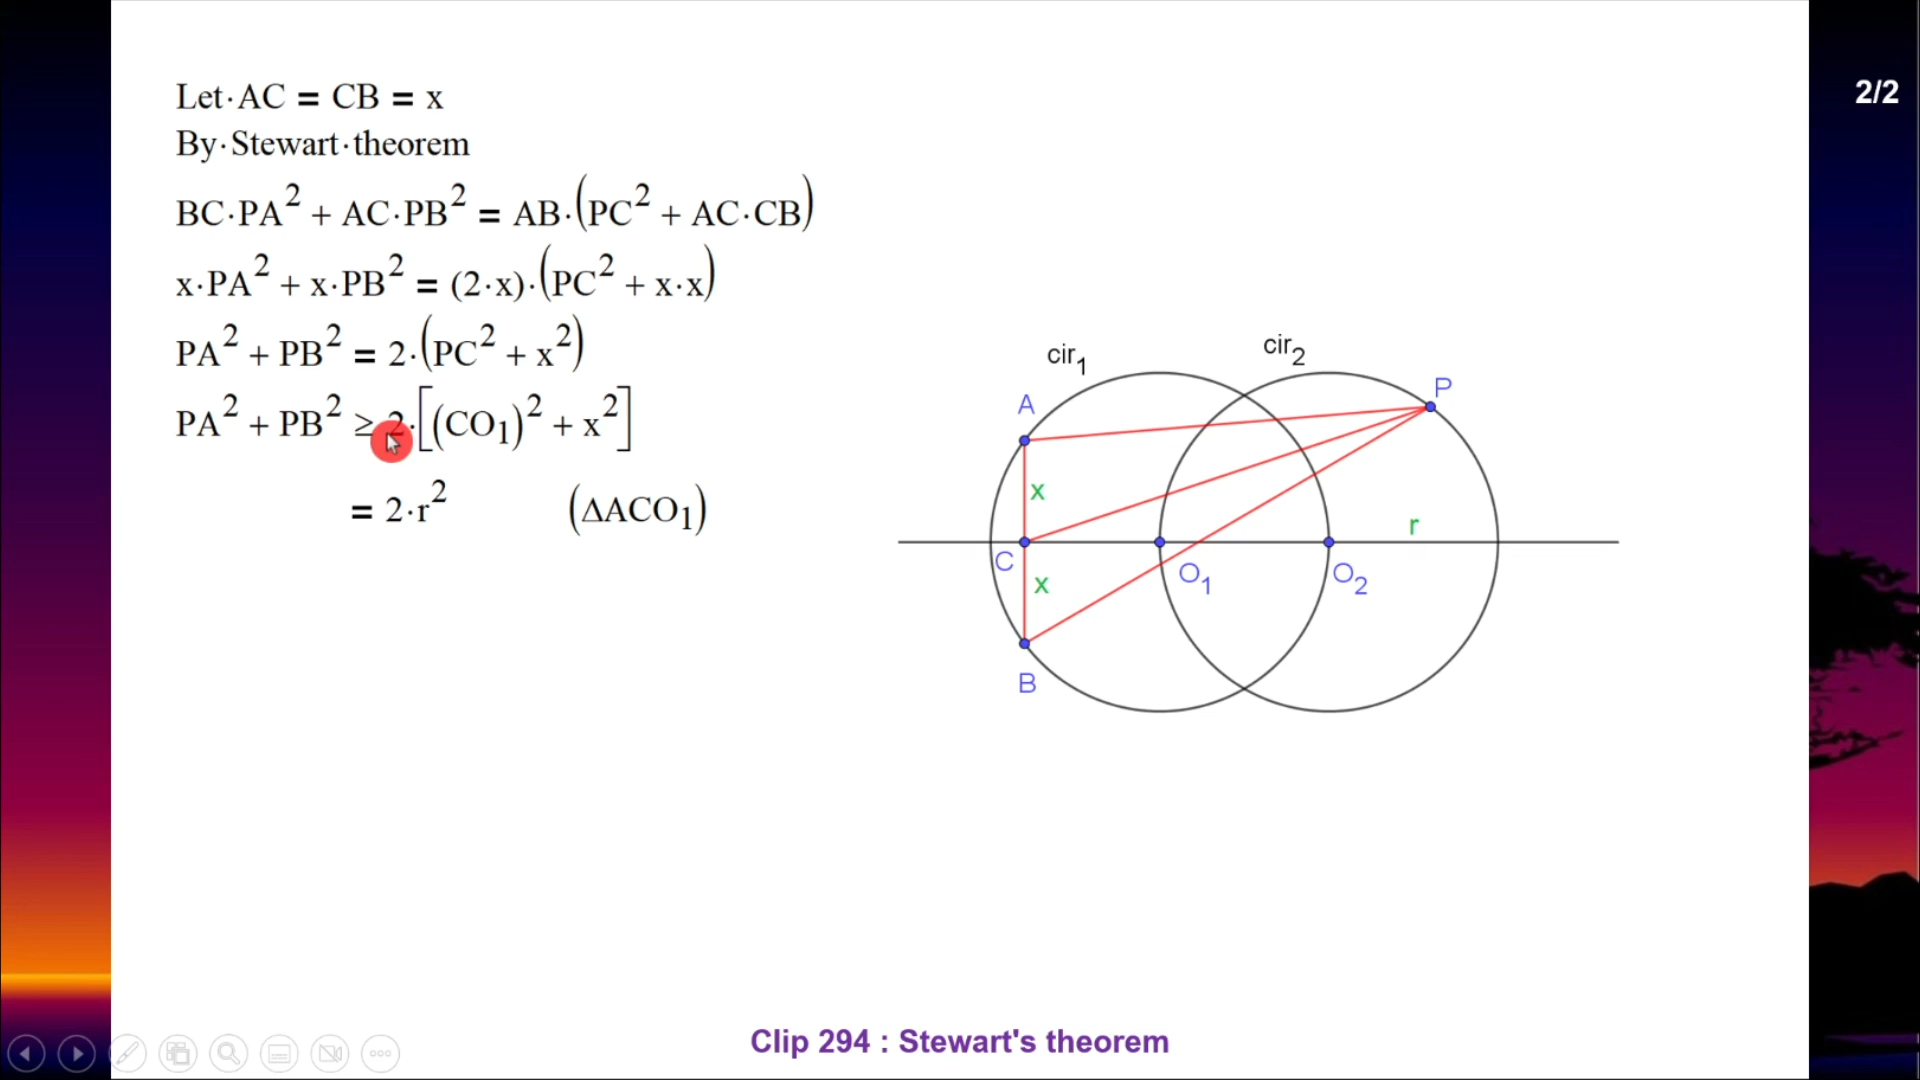 Let·AC = CB = x
By·Stewart·theorem
BC·PA² + AC·PB² = AB·(PC² + AC·CB)
x·PA² + x·PB² = (2·x)·(PC² + x·x)
PA² + PB² = 2·(PC² + x²)
PA² + PB² ≥ 2·[(CO₁)² + x²]
= 2·r² (ΔACO₁)
2/2
cir₁
cir₂
A
P
x
r
C
x
O₁
O₂
B
Clip 294 : Stewart's theorem